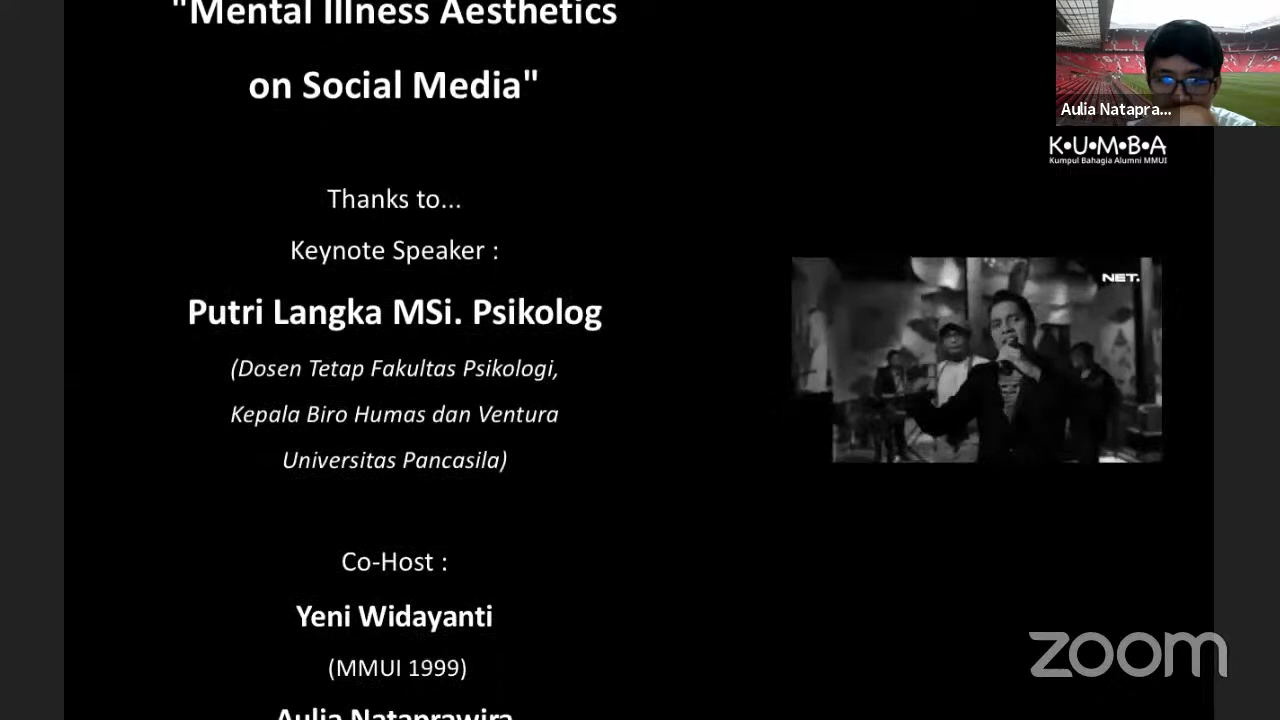 "Mental Illness Aesthetics
on Social Media"
Thanks to...
Keynote Speaker :
Putri Langka MSi. Psikolog
(Dosen Tetap Fakultas Psikologi,
Kepala Biro Humas dan Ventura
Universitas Pancasila)
Co-Host :
Yeni Widayanti
(MMUI 1999)
Aulia Nataprawira
Aulia Natapra...
K•U•M•B•A
Kumpul Bahagia Alumni MMUI
NET.
zoom